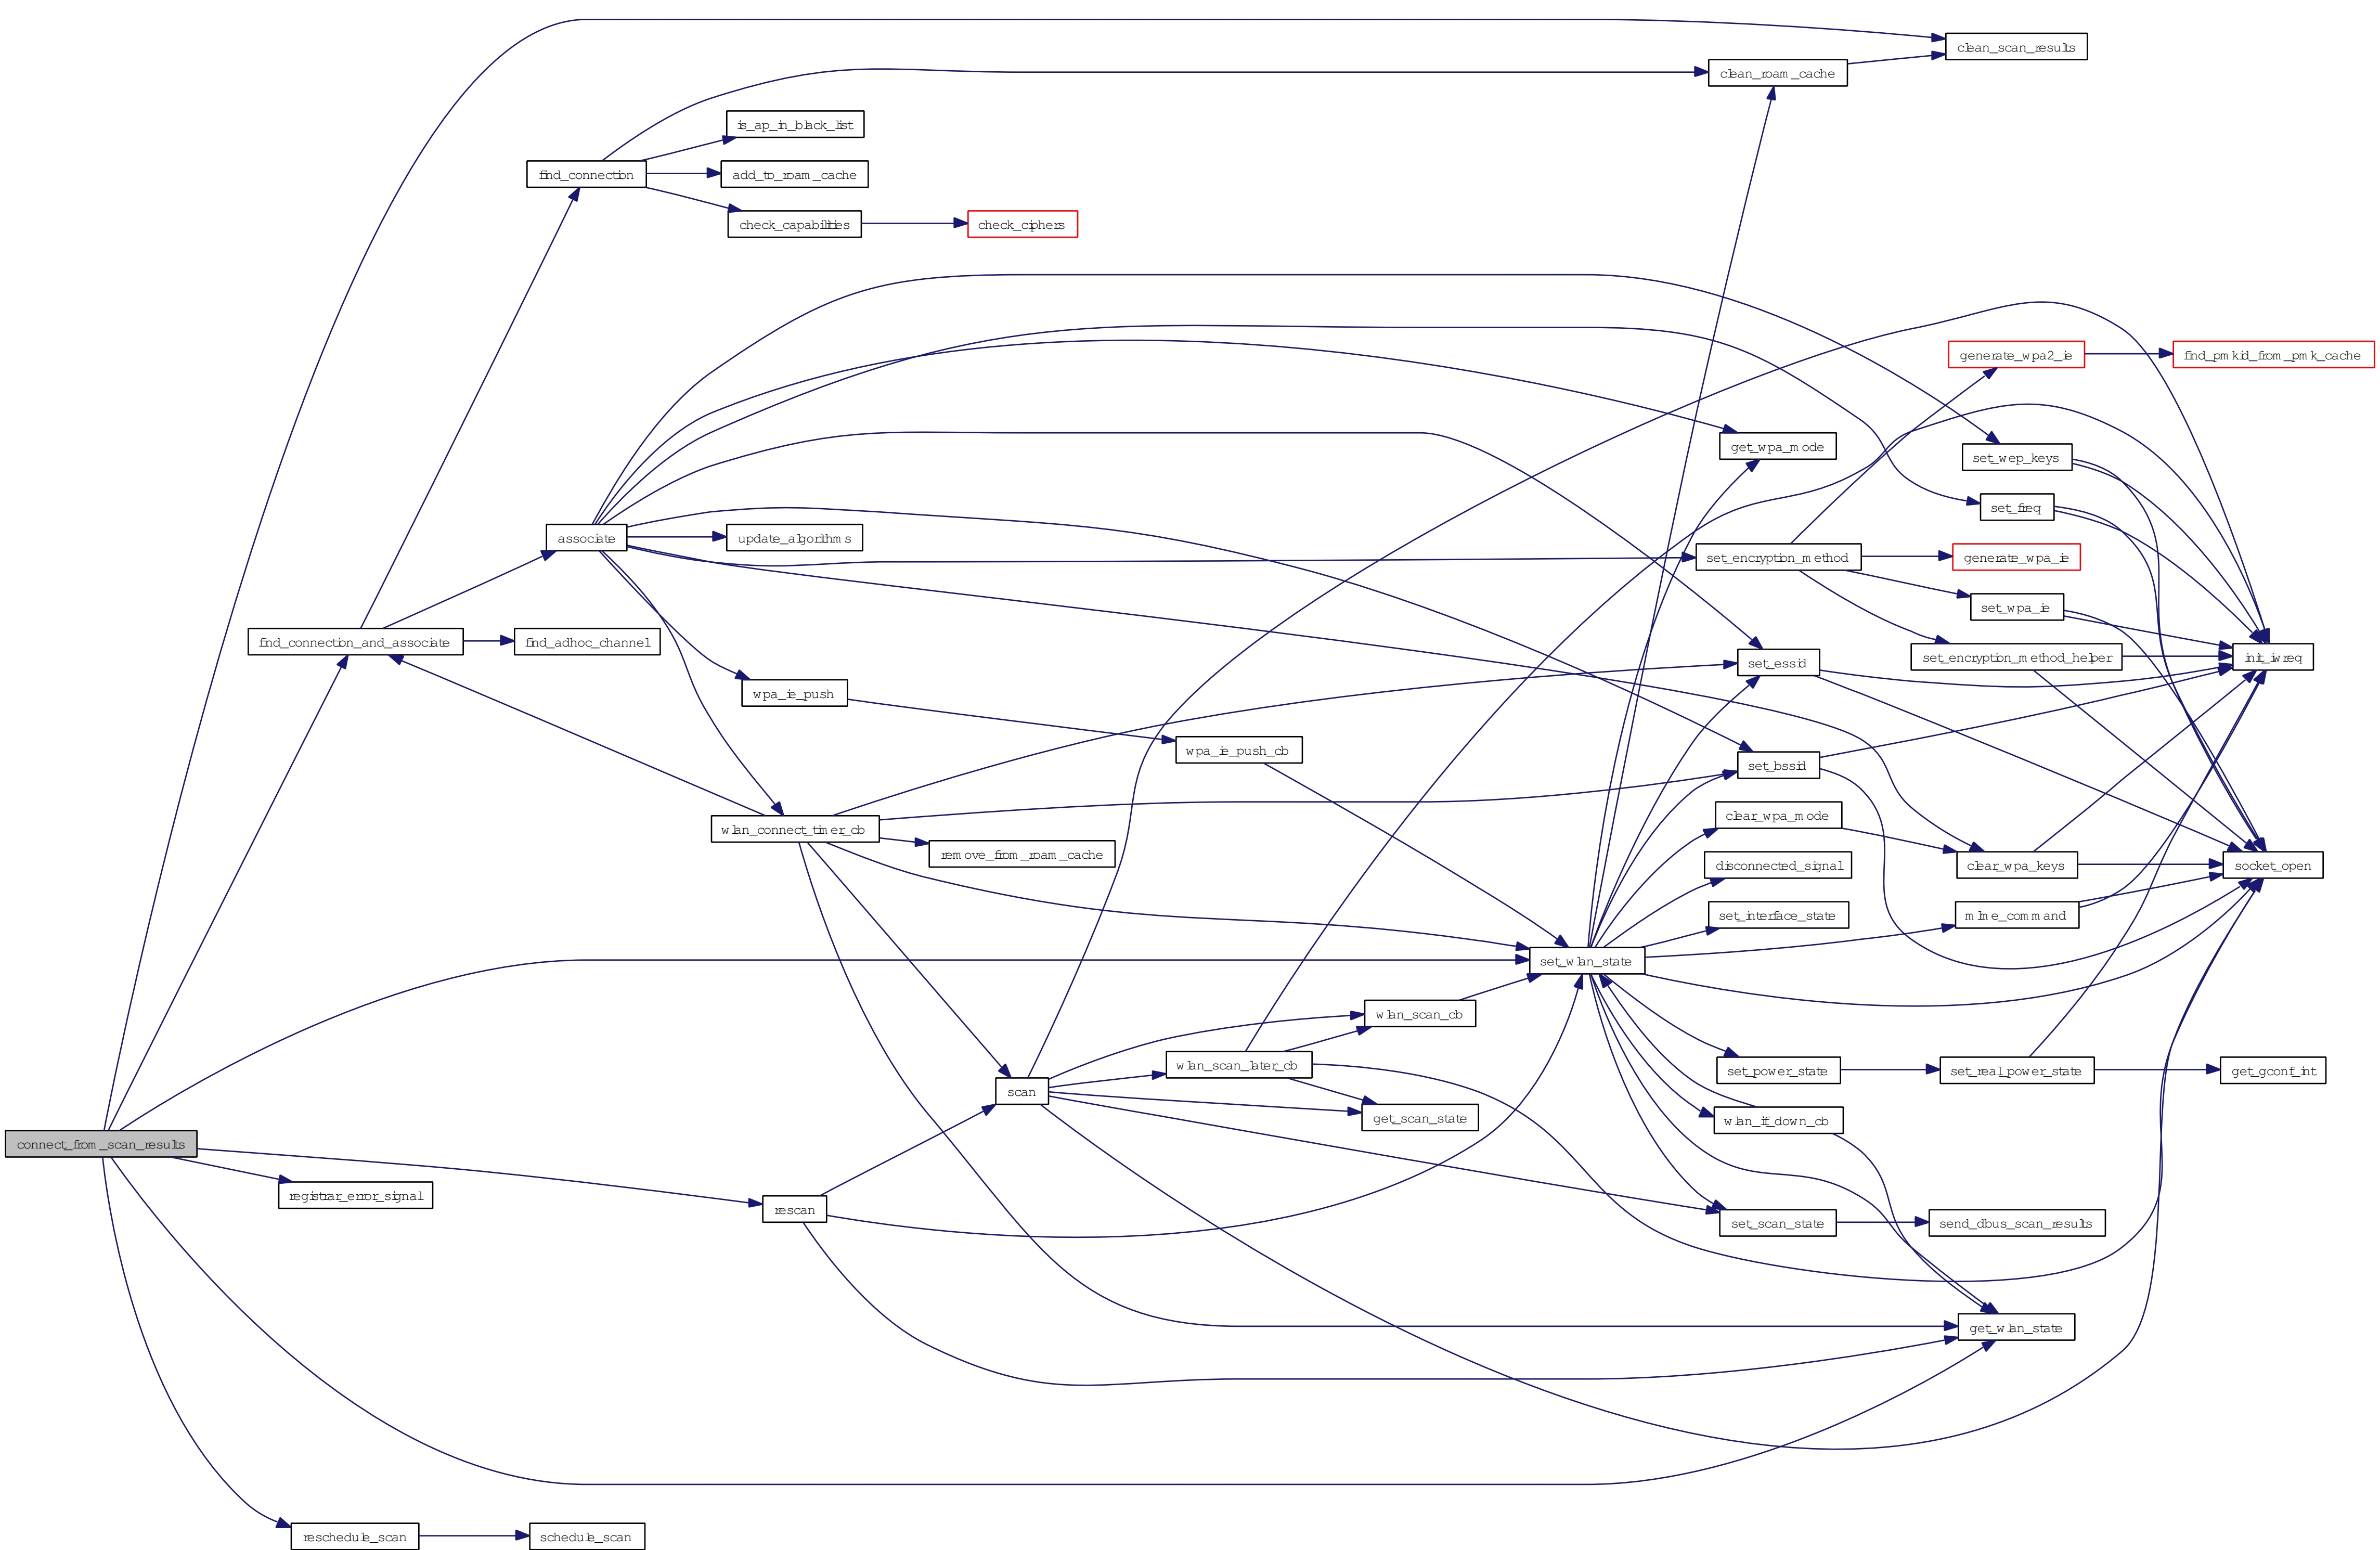 clean_scan_results
clean_roam_cache
is_ap_in_black_list
find_connection
add_to_roam_cache
check_capabilities
check_ciphers
generate_wpa2_ie
find_pmkid_from_pmk_cache
get_wpa_mode
set_wep_keys
set_freq
associate
update_algorithms
set_encryption_method
generate_wpa_ie
set_wpa_ie
find_connection_and_associate
find_adhoc_channel
set_essid
set_encryption_method_helper
init_iwreq
wpa_ie_push
wpa_ie_push_cb
set_bssid
wlan_connect_timer_cb
clear_wpa_mode
remove_from_roam_cache
disconnected_signal
clear_wpa_keys
socket_open
set_interface_state
mlme_command
set_wlan_state
wlan_scan_cb
wlan_scan_later_cb
set_power_state
set_real_power_state
get_gconf_int
scan
get_scan_state
wlan_if_down_cb
connect_from_scan_results
registrar_error_signal
rescan
set_scan_state
send_dbus_scan_results
get_wlan_state
reschedule_scan
schedule_scan